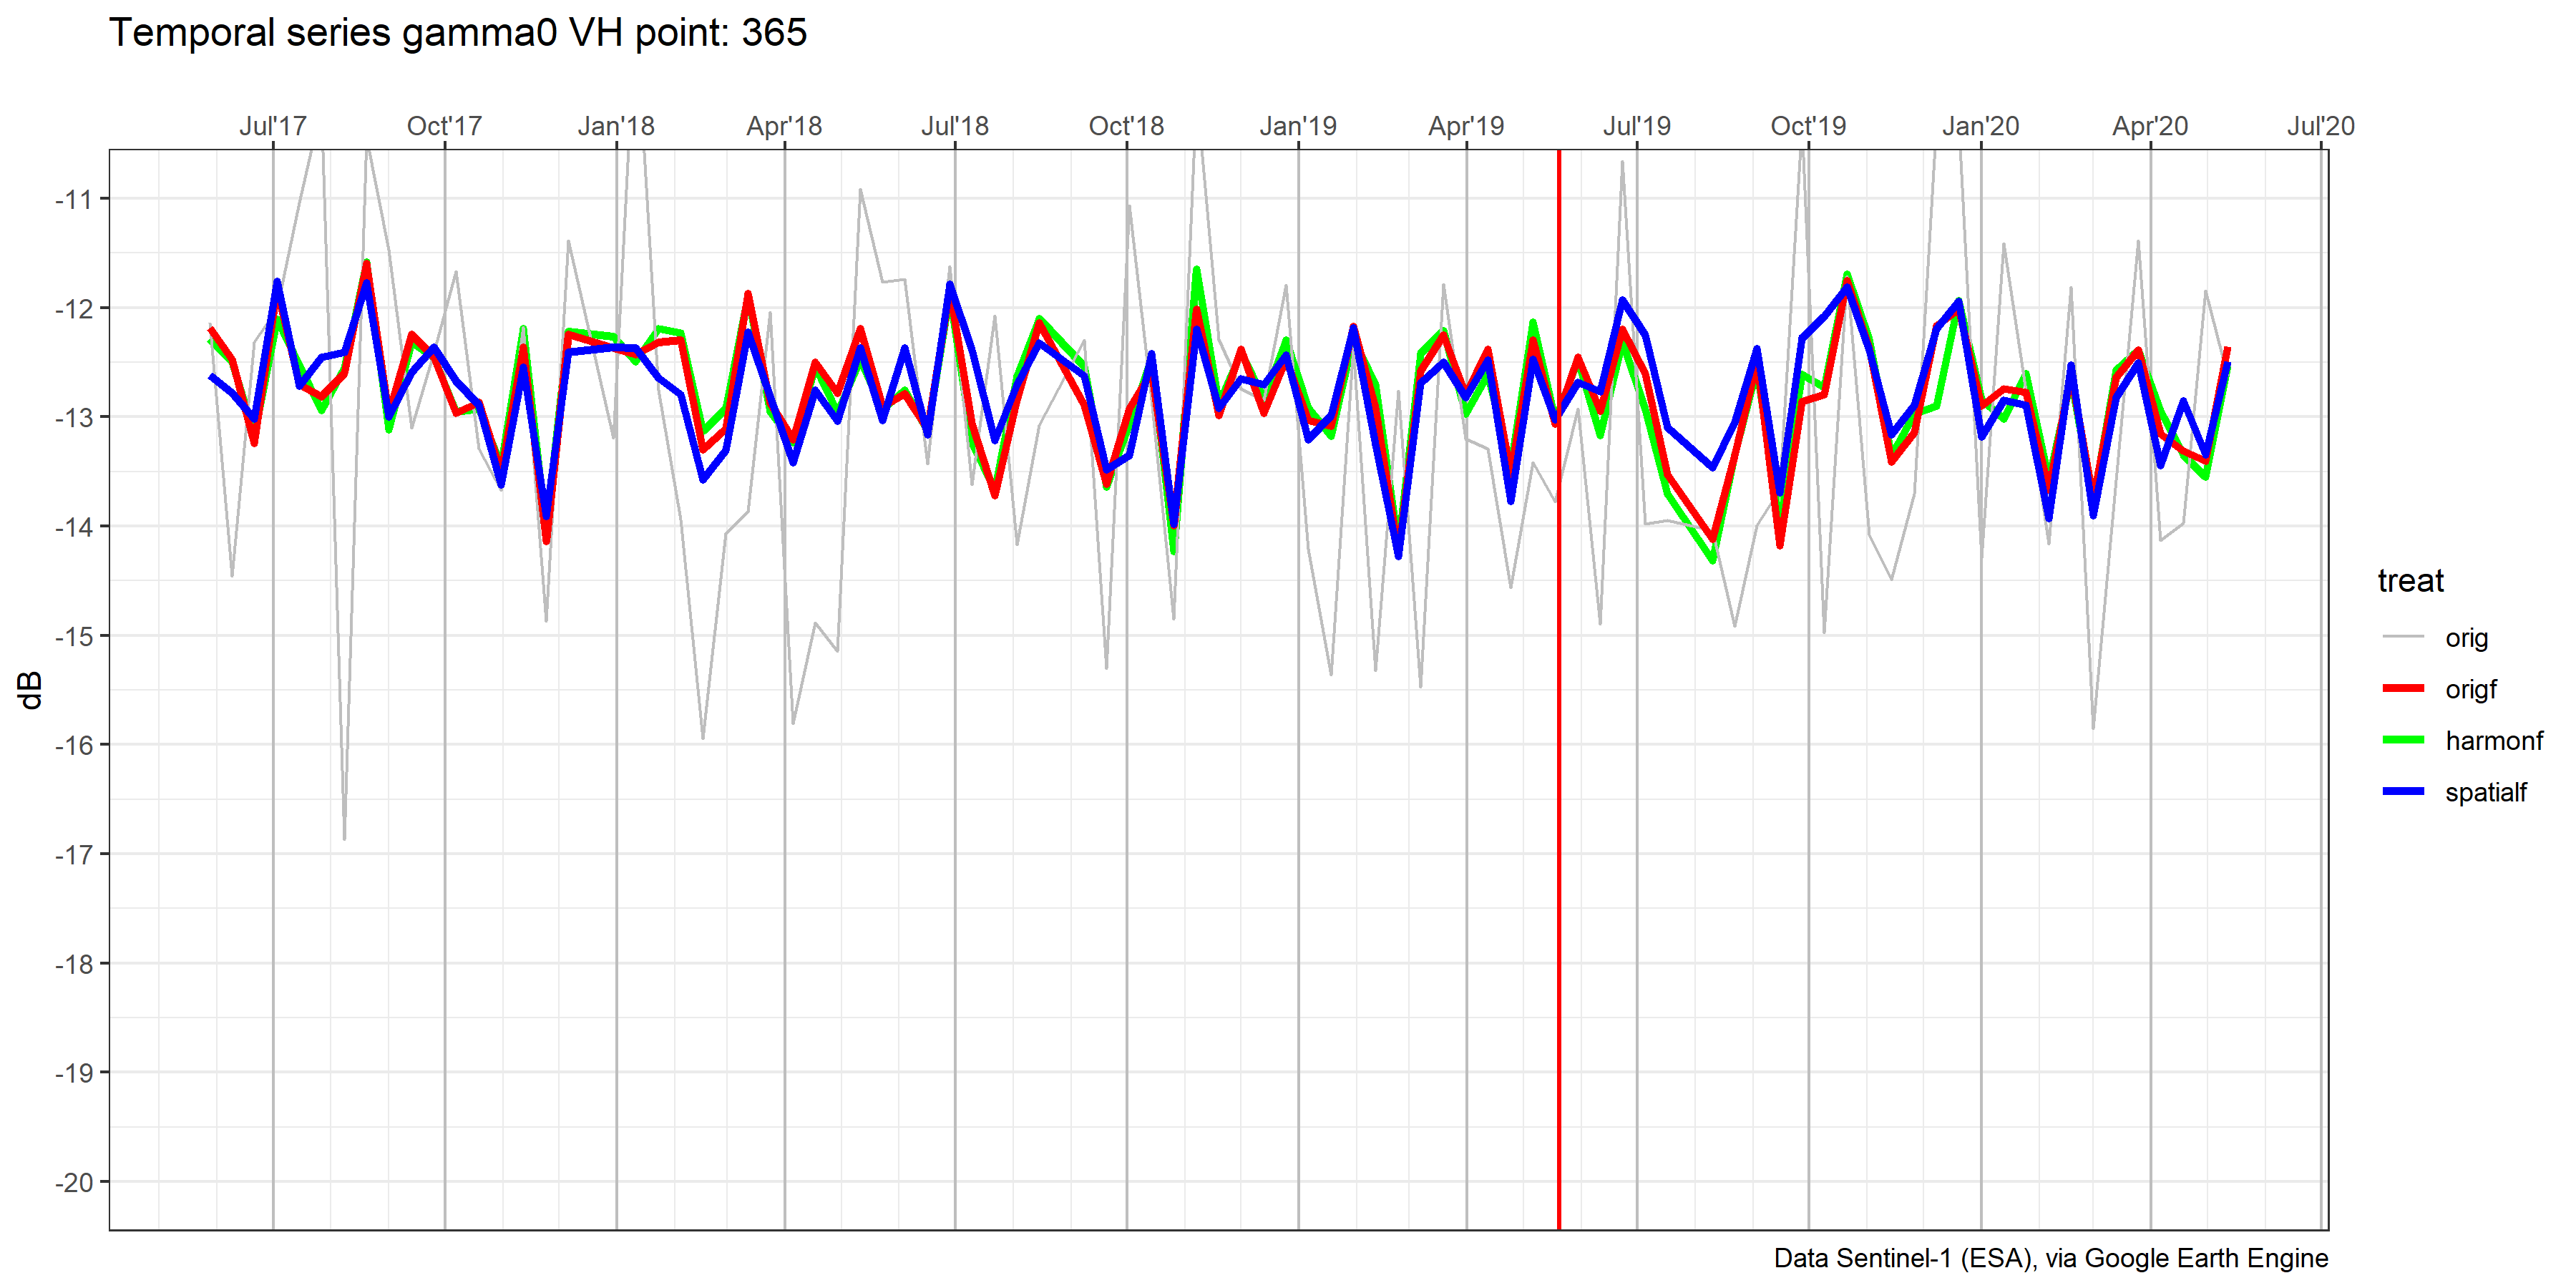 Temporal series gamma0 VH point: 365
Jul'17 Oct'17 Jan'18 Apr'18 Jul'18 Oct'18 Jan'19 Apr'19 Jul'19 Oct'19 Jan'20 Apr'20 Jul'20
-11
-12
-13
-14
-15
-16
-17
-18
-19
-20
dB
treat
orig
origf
harmonf
spatialf
Data Sentinel-1 (ESA), via Google Earth Engine